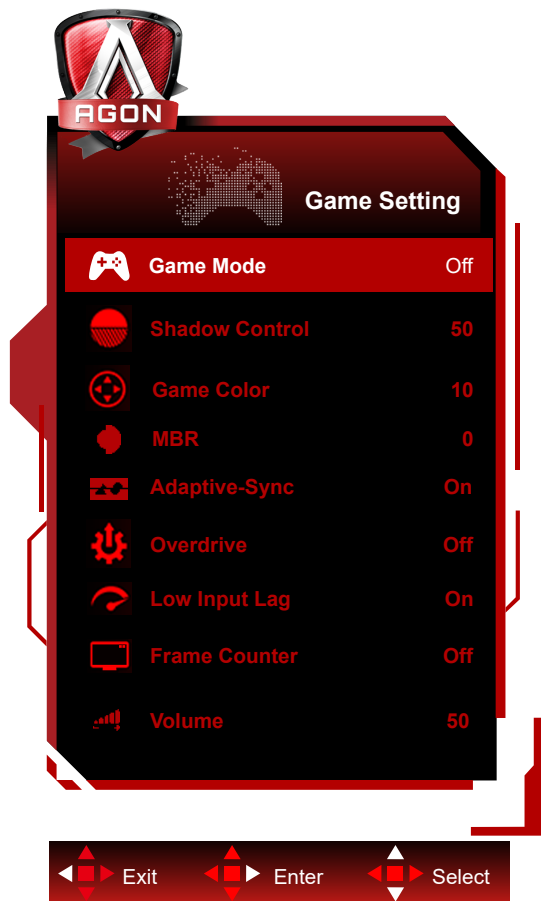 AGON
Game Setting
Game Mode Off
Shadow Control 50
Game Color 10
MBR 0
Adaptive-Sync On
Overdrive Off
Low Input Lag On
Frame Counter Off
Volume 50
Exit Enter Select